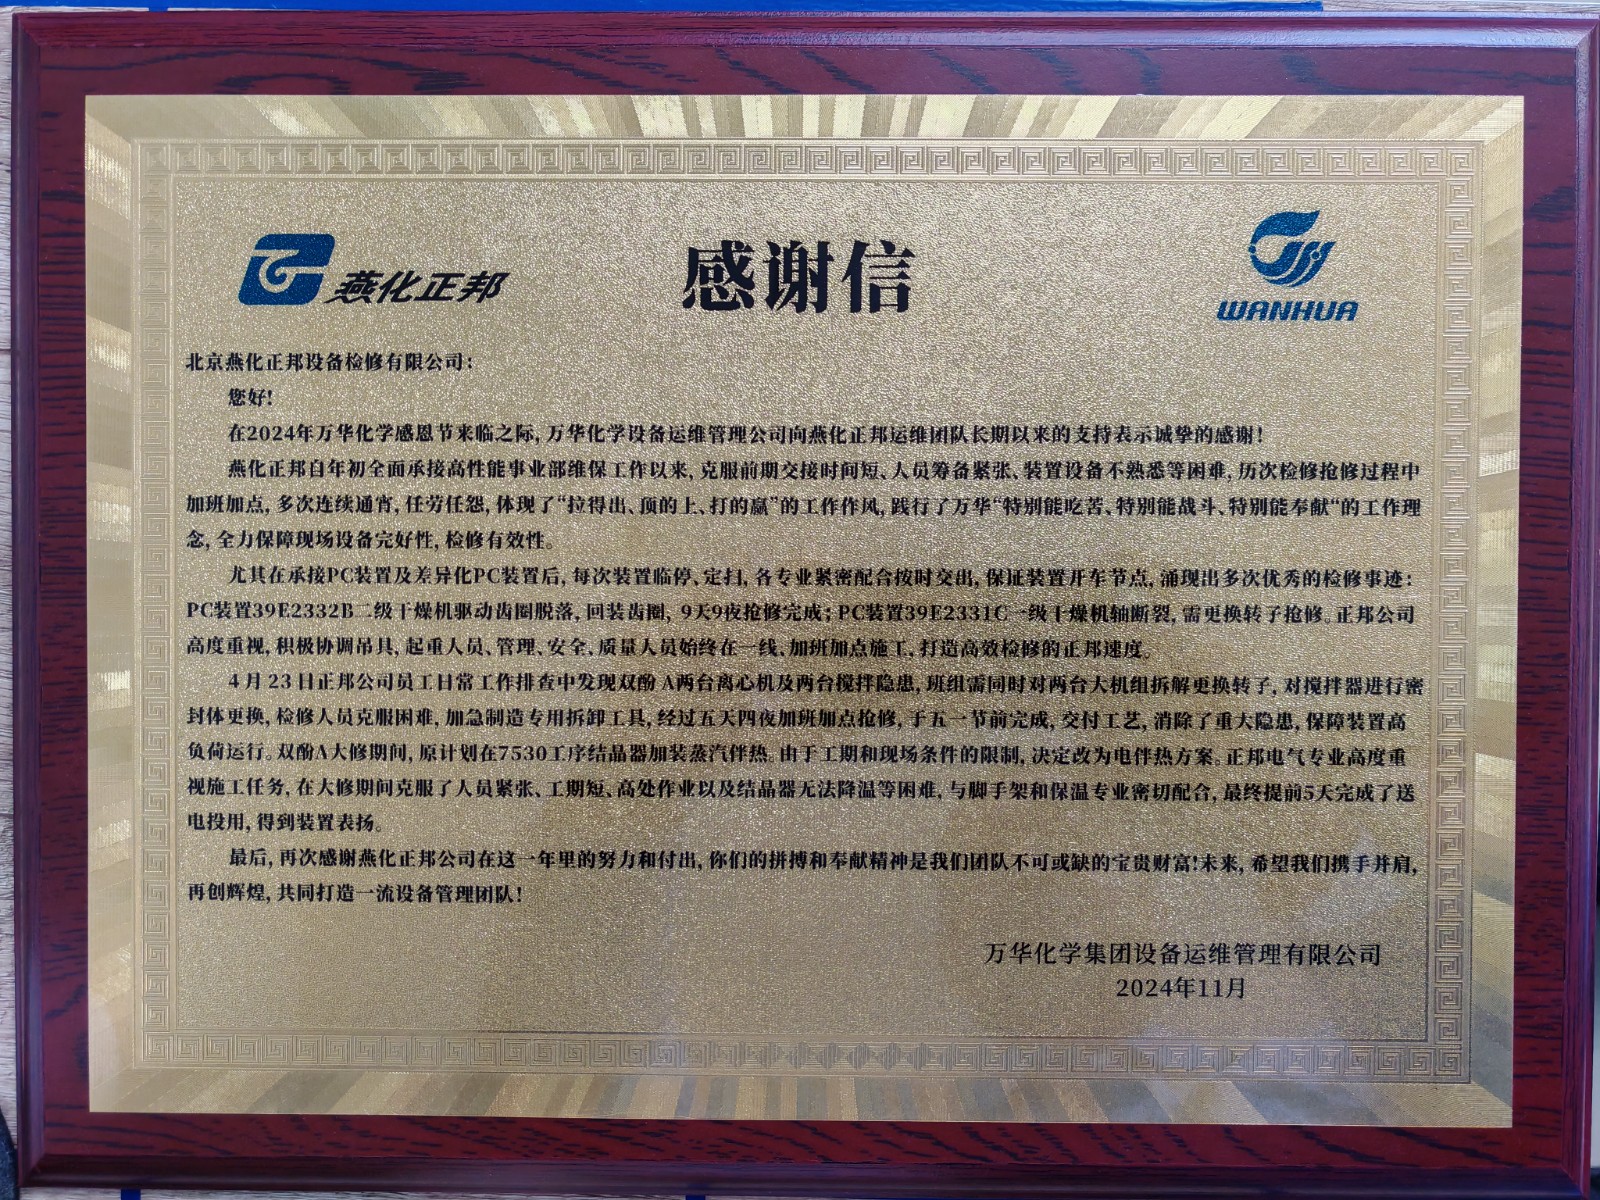 燕化正邦
感谢信
WANHUA
北京燕化正邦设备检修有限公司：
您好！
在2024年万华化学感恩节来临之际，万华化学设备运维管理公司向燕化正邦运维团队长期以来的支持表示诚挚的感谢！
燕化正邦自年初全面承接高性能事业部维保工作以来，克服前期交接时间短、人员筹备紧张、装置设备不熟悉等困难，历次检修抢修过程中
加班加点，多次连续通宵，任劳任怨，体现了“拉得出、顶的上、打的赢”的工作作风，践行了万华“特别能吃苦、特别能战斗、特别能奉献“的工作理
念，全力保障现场设备完好性，检修有效性。
尤其在承接PC装置及差异化PC装置后，每次装置临停、定扫，各专业紧密配合按时交出，保证装置开车节点，涌现出多次优秀的检修事迹：
PC装置39E2332B二级干燥机驱动齿圈脱落，回装齿圈，9天9夜抢修完成；PC装置39E2331C一级干燥机轴断裂，需更换转子抢修。正邦公司
高度重视，积极协调吊具，起重人员、管理、安全、质量人员始终在一线、加班加点施工，打造高效检修的正邦速度。
4月23日正邦公司员工日常工作排查中发现双酚A两台离心机及两台搅拌隐患，班组需同时对两台大机组拆解更换转子，对搅拌器进行密
封体更换，检修人员克服困难，加急制造专用拆卸工具，经过五天四夜加班加点抢修，于五一节前完成，交付工艺，消除了重大隐患，保障装置高
负荷运行。双酚A大修期间，原计划在7530工序结晶器加装蒸汽伴热。由于工期和现场条件的限制，决定改为电伴热方案。正邦电气专业高度重
视施工任务，在大修期间克服了人员紧张、工期短、高处作业以及结晶器无法降温等困难，与脚手架和保温专业密切配合，最终提前5天完成了送
电投用，得到装置表扬。
最后，再次感谢燕化正邦公司在这一年里的努力和付出，你们的拼搏和奉献精神是我们团队不可或缺的宝贵财富！未来，希望我们携手并肩，
再创辉煌，共同打造一流设备管理团队！
万华化学集团设备运维管理有限公司
2024年11月